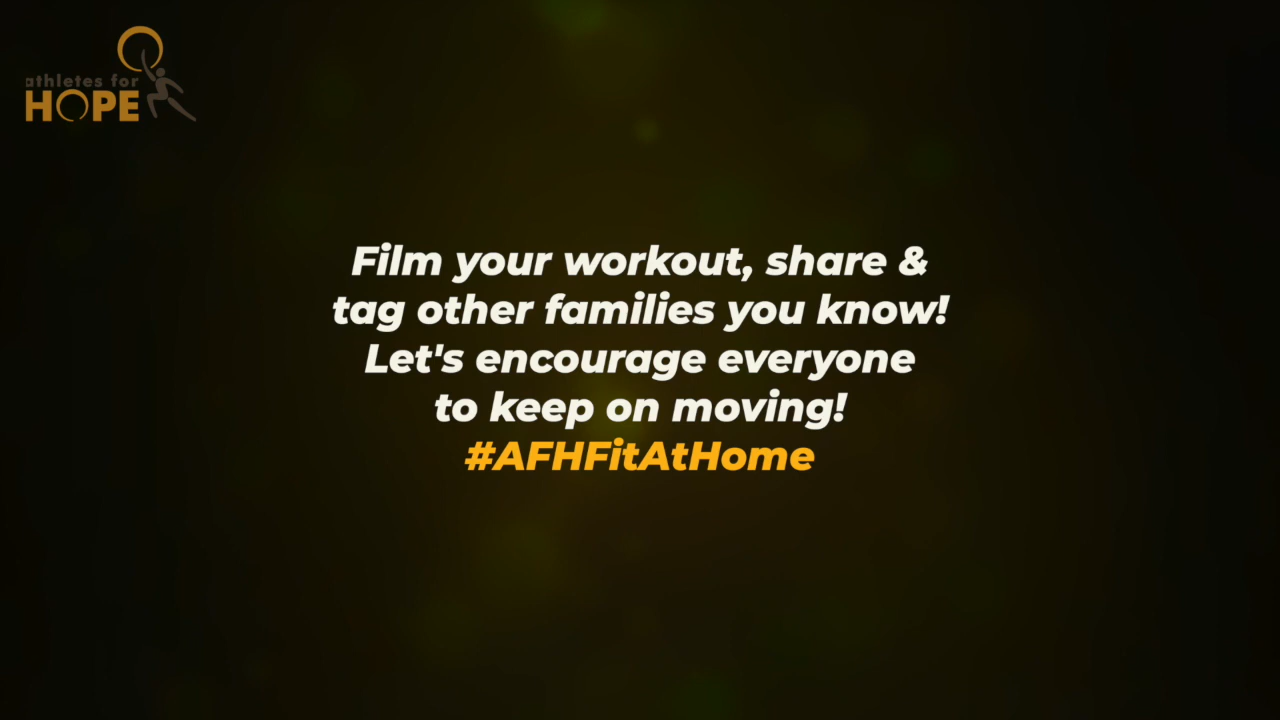 athletes for
HOPE
Film your workout, share &
tag other families you know!
Let's encourage everyone
to keep on moving!
#AFHFitAtHome